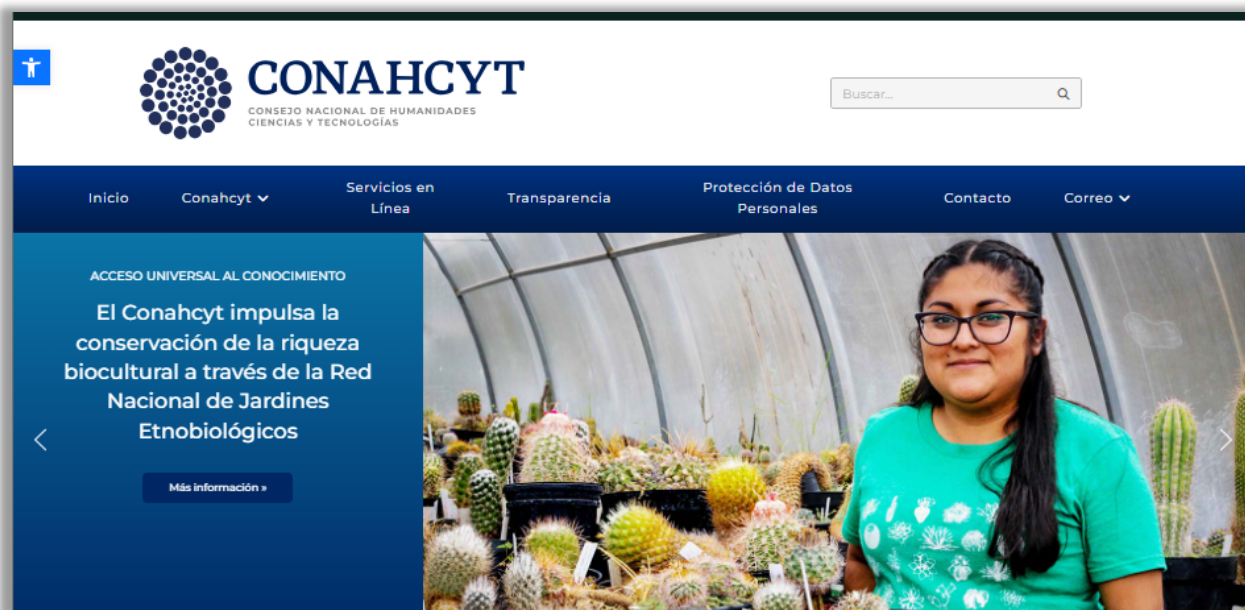 CONAHCYT
CONSEJO NACIONAL DE HUMANIDADES
CIENCIAS Y TECNOLOGÍAS
Buscar...
Inicio
Conahcyt
Servicios en
Línea
Transparencia
Protección de Datos
Personales
Contacto
Correo
ACCESO UNIVERSAL AL CONOCIMIENTO
El Conahcyt impulsa la
conservación de la riqueza
biocultural a través de la Red
Nacional de Jardines
Etnobiológicos
Más información »